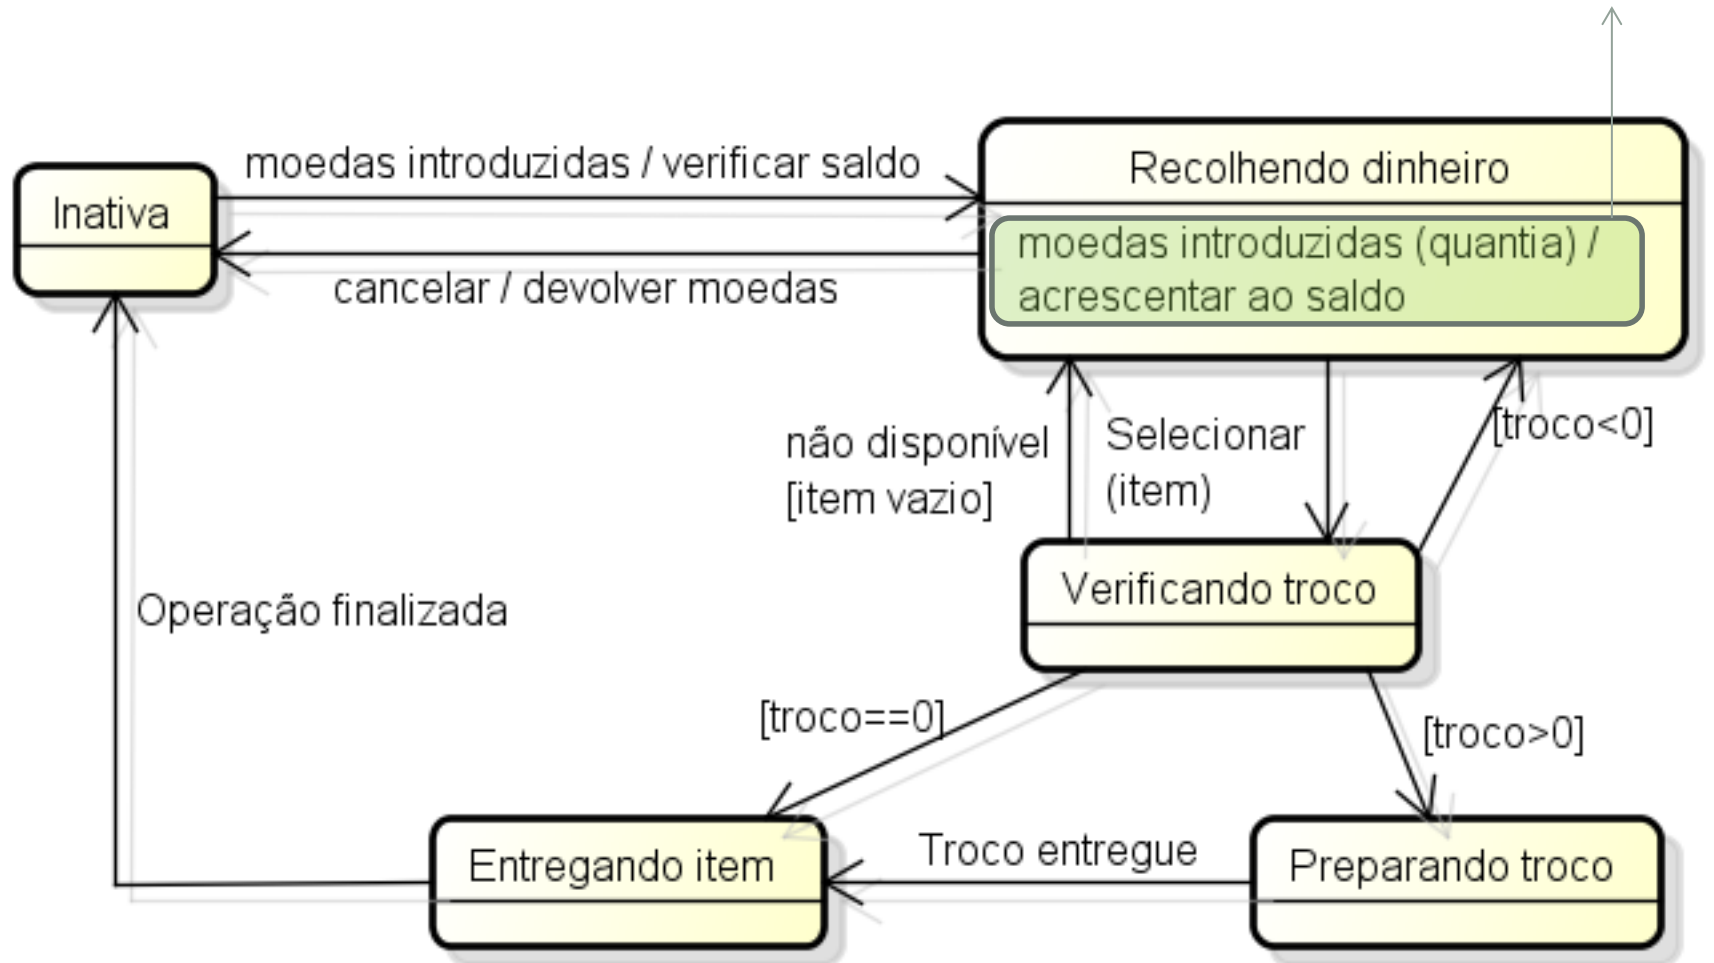 moedas introduzidas / verificar saldo
Recolhendo dinheiro
Inativa
moedas introduzidas (quantia) /
acrescentar ao saldo
cancelar / devolver moedas
não disponível
[item vazio]
Selecionar
(item)
[troco<0]
Verificando troco
Operação finalizada
[troco==0]
[troco>0]
Entregando item
Troco entregue
Preparando troco